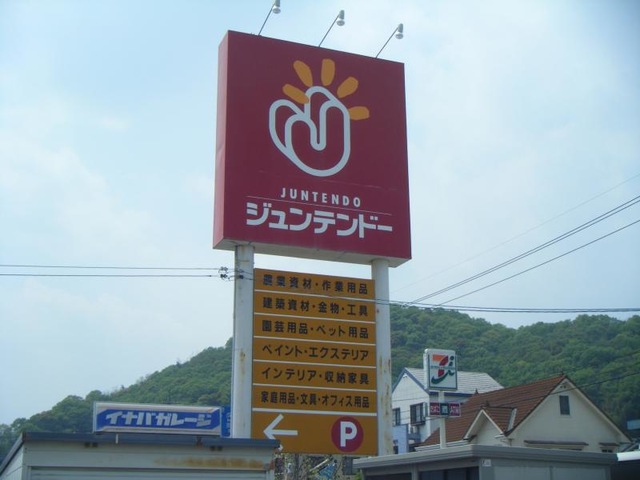 JUNTENDO
ジュンテンドー
農業資材・作業用品
建築資材・金物・工具
園芸用品・ペット用品
ペイント・エクステリア
インテリア・収納家具
家庭用品・文具・オフィス用品
← P
イナバガレージ
7
ATM